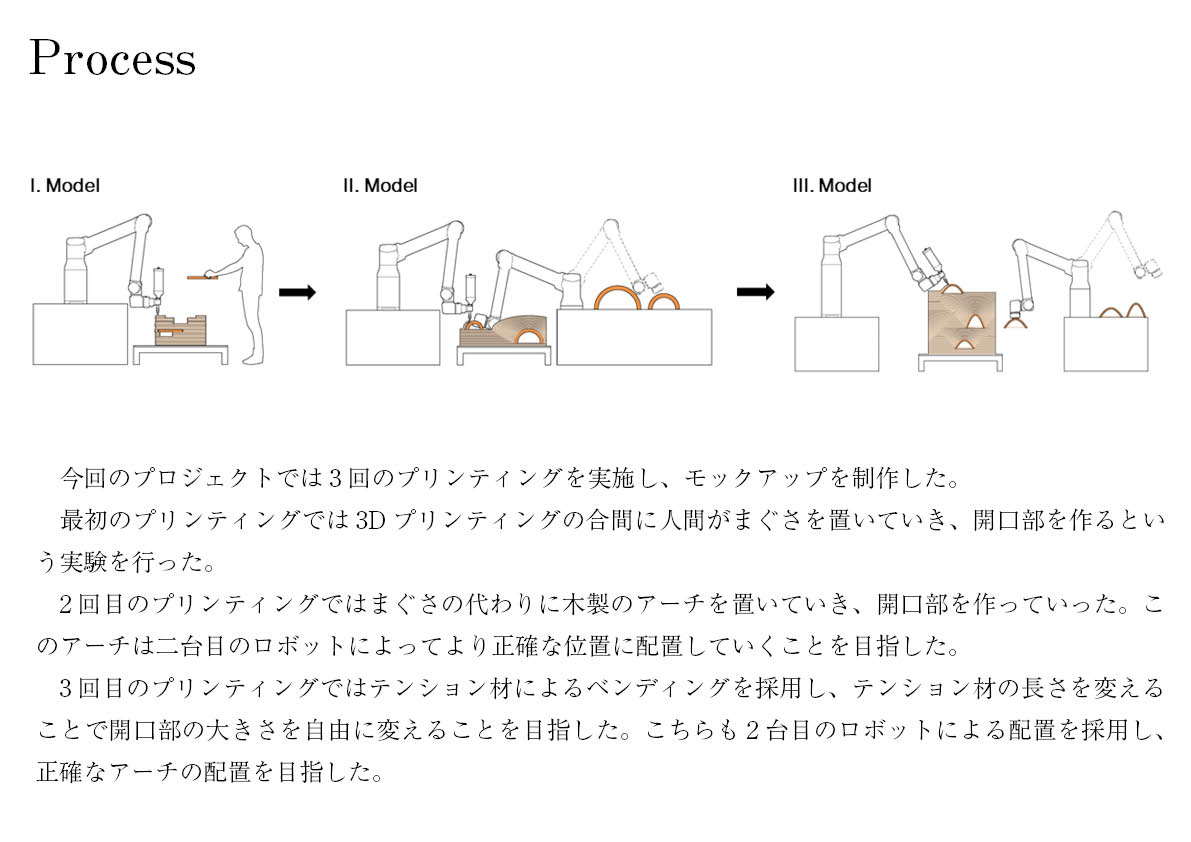 Process
I. Model
II. Model
III. Model
今回のプロジェクトでは３回のプリンティングを実施し、モックアップを制作した。
最初のプリンティングでは 3D プリンティングの合間に人間がまぐさを置いていき、開口部を作るとい
う実験を行った。
２回目のプリンティングではまぐさの代わりに木製のアーチを置いていき、開口部を作っていった。こ
のアーチは二台目のロボットによってより正確な位置に配置していくことを目指した。
３回目のプリンティングではテンション材によるベンディングを採用し、テンション材の長さを変える
ことで開口部の大きさを自由に変えることを目指した。こちらも２台目のロボットによる配置を採用し、
正確なアーチの配置を目指した。